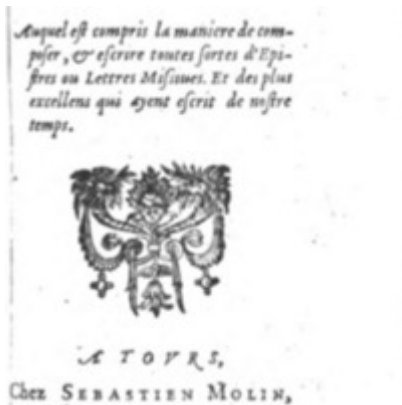 Auquel eſt compris la maniere de com-
poſer, & eſcrire toutes ſortes d'Epi-
ſtres ou Lettres Miſsiues. Et des plus
excellens qui ayent eſcrit de noſtre
temps.
A TOVRS,
Chez SEBASTIEN MOLIN,